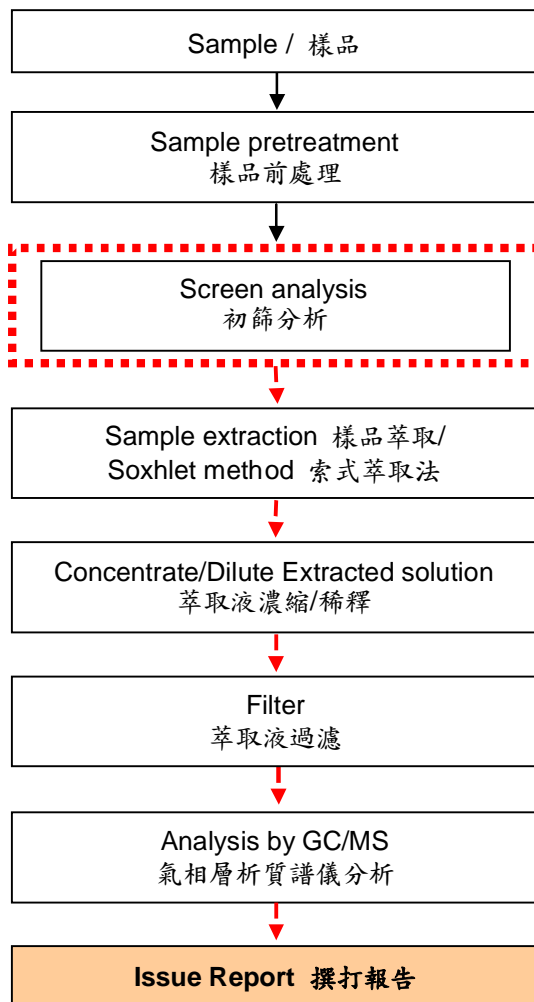 Sample / 樣品
Sample pretreatment
樣品前處理
Screen analysis
初篩分析
Sample extraction 樣品萃取/
Soxhlet method 索式萃取法
Concentrate/Dilute Extracted solution
萃取液濃縮/稀釋
Filter
萃取液過濾
Analysis by GC/MS
氣相層析質譜儀分析
Issue Report 撰打報告